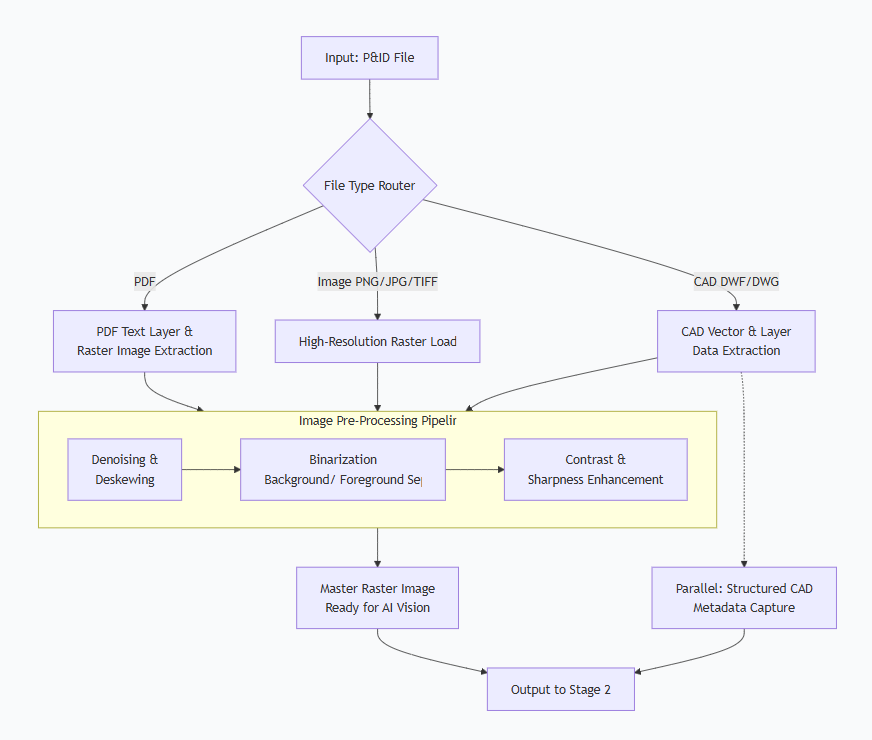 Input: P&ID File
File Type Router
PDF
Image PNG/JPG/TIFF
CAD DWF/DWG
PDF Text Layer &
Raster Image Extraction
High-Resolution Raster Load
CAD Vector & Layer
Data Extraction
Image Pre-Processing Pipelin
Denoising &
Deskewing
Binarization
Background/ Foreground Sep
Contrast &
Sharpness Enhancement
Master Raster Image
Ready for AI Vision
Parallel: Structured CAD
Metadata Capture
Output to Stage 2